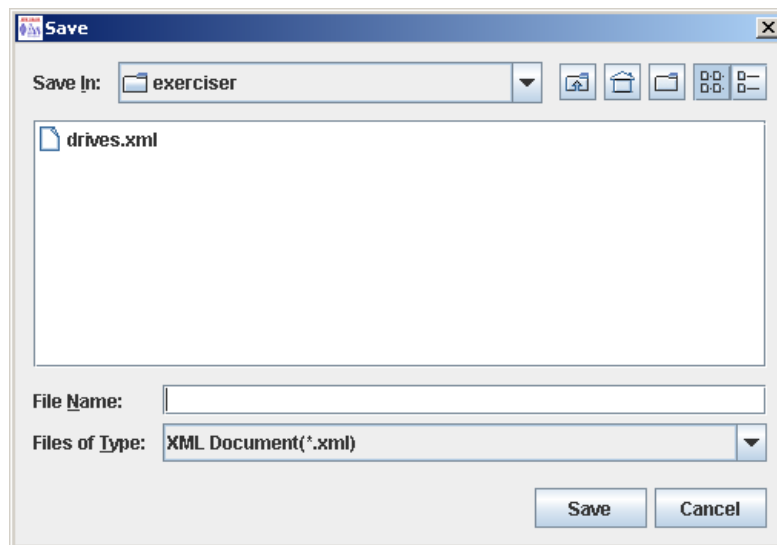 Save
Save In: exerciser
drives.xml
File Name:
Files of Type: XML Document(*.xml)
Save Cancel